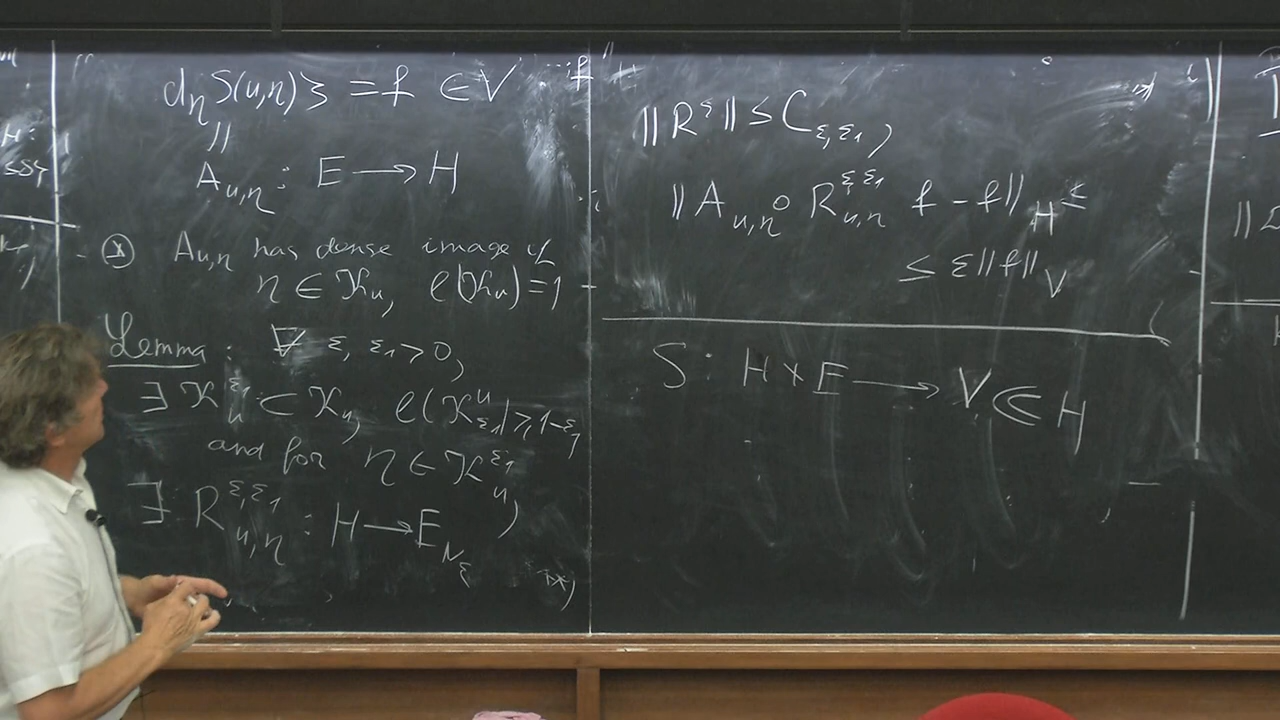 d_η S(u,η) ξ = f ∈ V
||
A_{u,η} : E → H
(*) A_{u,η} has dense image if
η ∈ K_u, ℓ(K_u) = 1
Lemma: ∀ ε, ε_1 > 0,
∃ K_u^{ε_1} ⊂ K_u, ℓ(K_{ε_1}^u) ≥ 1-ε_1
and for η ∈ K_u^{ε_1}
∃ R_{u,η}^{ε,ε_1} : H → E_{N_ε},
||R^ε|| ≤ C_{ε,ε_1},
||A_{u,η} ∘ R_{u,η}^{ε,ε_1} f - f||_H ≤
≤ ε||f||_V
S : H × E → V ⋐ H